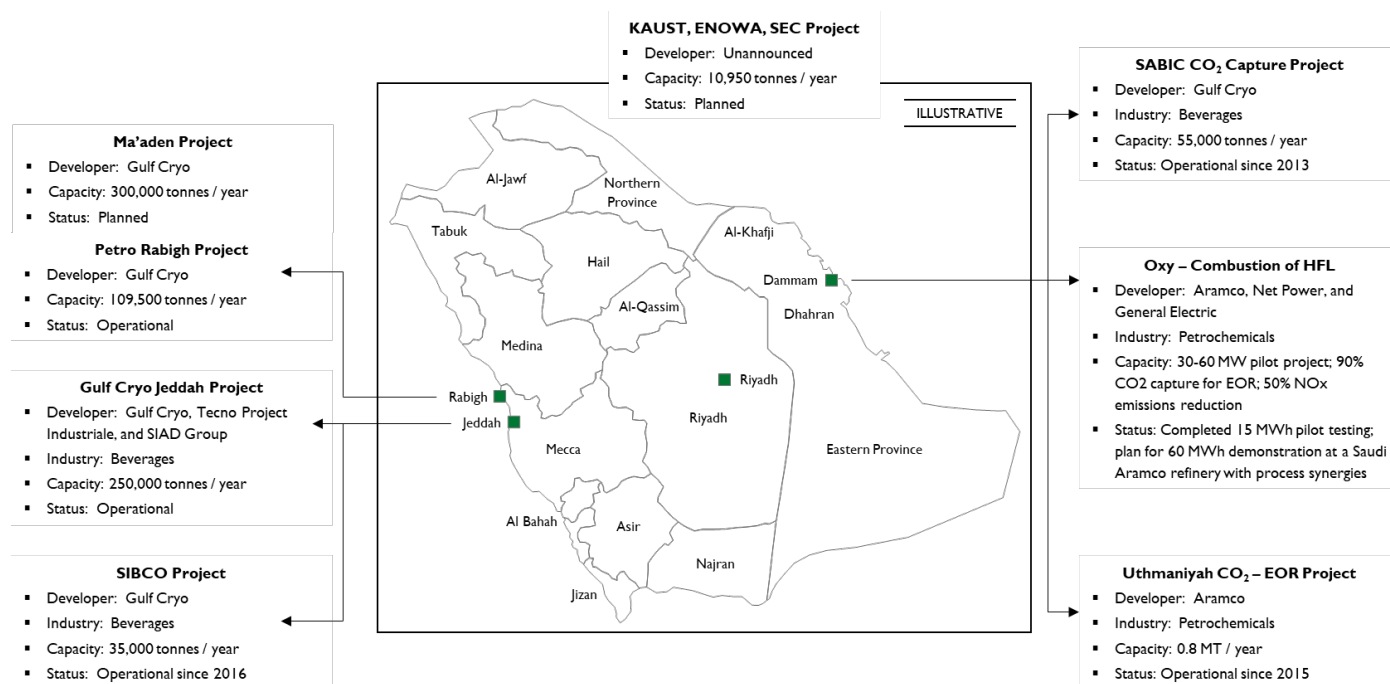 KAUST, ENOWA, SEC Project
▪ Developer: Unannounced
▪ Capacity: 10,950 tonnes / year
▪ Status: Planned
ILLUSTRATIVE
Ma’aden Project
▪ Developer: Gulf Cryo
▪ Capacity: 300,000 tonnes / year
▪ Status: Planned
Petro Rabigh Project
▪ Developer: Gulf Cryo
▪ Capacity: 109,500 tonnes / year
▪ Status: Operational
Gulf Cryo Jeddah Project
▪ Developer: Gulf Cryo, Tecno Project
Industriale, and SIAD Group
▪ Industry: Beverages
▪ Capacity: 250,000 tonnes / year
▪ Status: Operational
SIBCO Project
▪ Developer: Gulf Cryo
▪ Industry: Beverages
▪ Capacity: 35,000 tonnes / year
▪ Status: Operational since 2016
Al-Jawf
Northern
Province
Tabuk
Al-Khafji
Hail
Dammam
Al-Qassim
Dhahran
Medina
Riyadh
Rabigh
Riyadh
Jeddah
Mecca
Eastern Province
Al Bahah
Asir
Najran
Jizan
SABIC CO₂ Capture Project
▪ Developer: Gulf Cryo
▪ Industry: Beverages
▪ Capacity: 55,000 tonnes / year
▪ Status: Operational since 2013
Oxy – Combustion of HFL
▪ Developer: Aramco, Net Power, and
General Electric
▪ Industry: Petrochemicals
▪ Capacity: 30-60 MW pilot project; 90%
CO2 capture for EOR; 50% NOx
emissions reduction
▪ Status: Completed 15 MWh pilot testing;
plan for 60 MWh demonstration at a Saudi
Aramco refinery with process synergies
Uthmaniyah CO₂ – EOR Project
▪ Developer: Aramco
▪ Industry: Petrochemicals
▪ Capacity: 0.8 MT / year
▪ Status: Operational since 2015